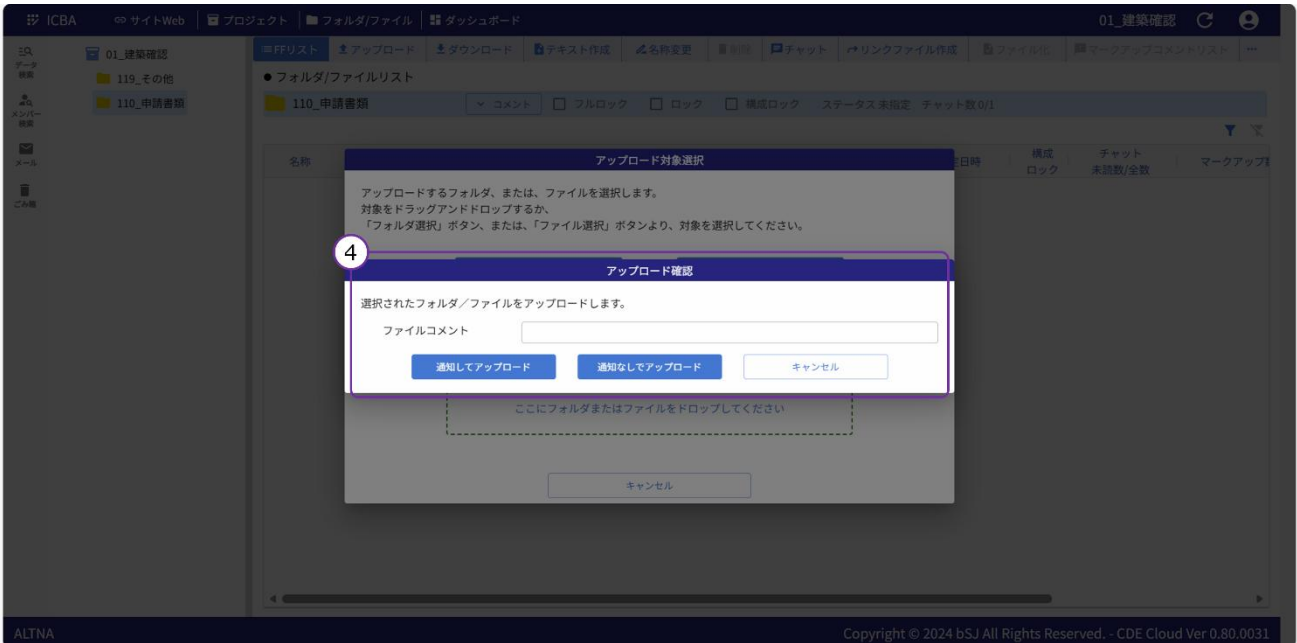 ICBA サイトWeb プロジェクト フォルダ/ファイル ダッシュボード 01_建築確認
データ
検索
メンバー
検索
メール
ごみ箱
01_建築確認
119_その他
110_申請書類
FFリスト アップロード ダウンロード テキスト作成 名称変更 削除 チャット リンクファイル作成 ファイル化 マークアップコメントリスト ...
● フォルダ/ファイルリスト
110_申請書類 コメント フルロック ロック 構成ロック ステータス 未指定 チャット数 0/1
名称 日時 構成
ロック チャット
未読数/全数 マークアップ
アップロード対象選択
アップロードするフォルダ、または、ファイルを選択します。
対象をドラッグアンドドロップするか、
「フォルダ選択」ボタン、または、「ファイル選択」ボタンより、対象を選択してください。
4
アップロード確認
選択されたフォルダ／ファイルをアップロードします。
ファイルコメント
通知してアップロード 通知なしでアップロード キャンセル
ここにフォルダまたはファイルをドロップしてください
キャンセル
ALTNA Copyright © 2024 bSJ All Rights Reserved. - CDE Cloud Ver 0.80.0031